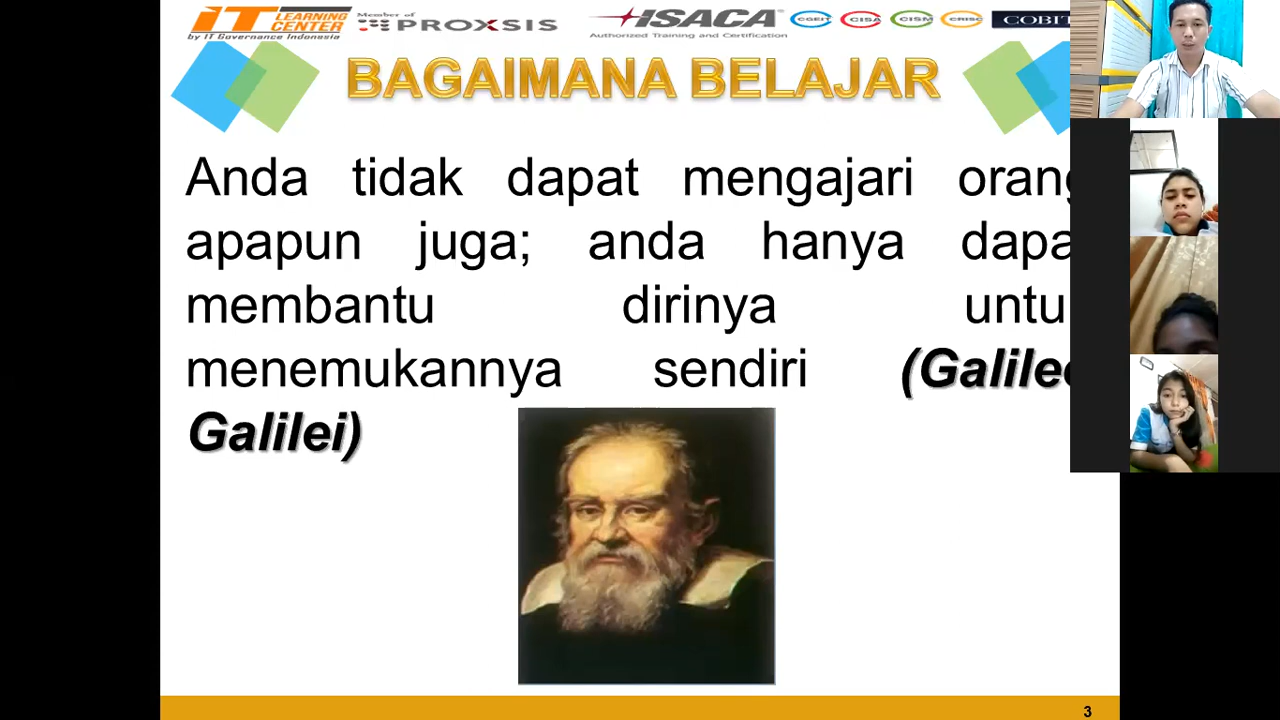 IT LEARNING CENTER
by IT Governance Indonesia
Member of
PROXSIS
ISACA
Authorized Training and Certification
CGEIT CISA CISM CRISC COBIT
BAGAIMANA BELAJAR
Anda tidak dapat mengajari orang
apapun juga; anda hanya dapa
membantu dirinya untu
menemukannya sendiri (Galileo
Galilei)
3